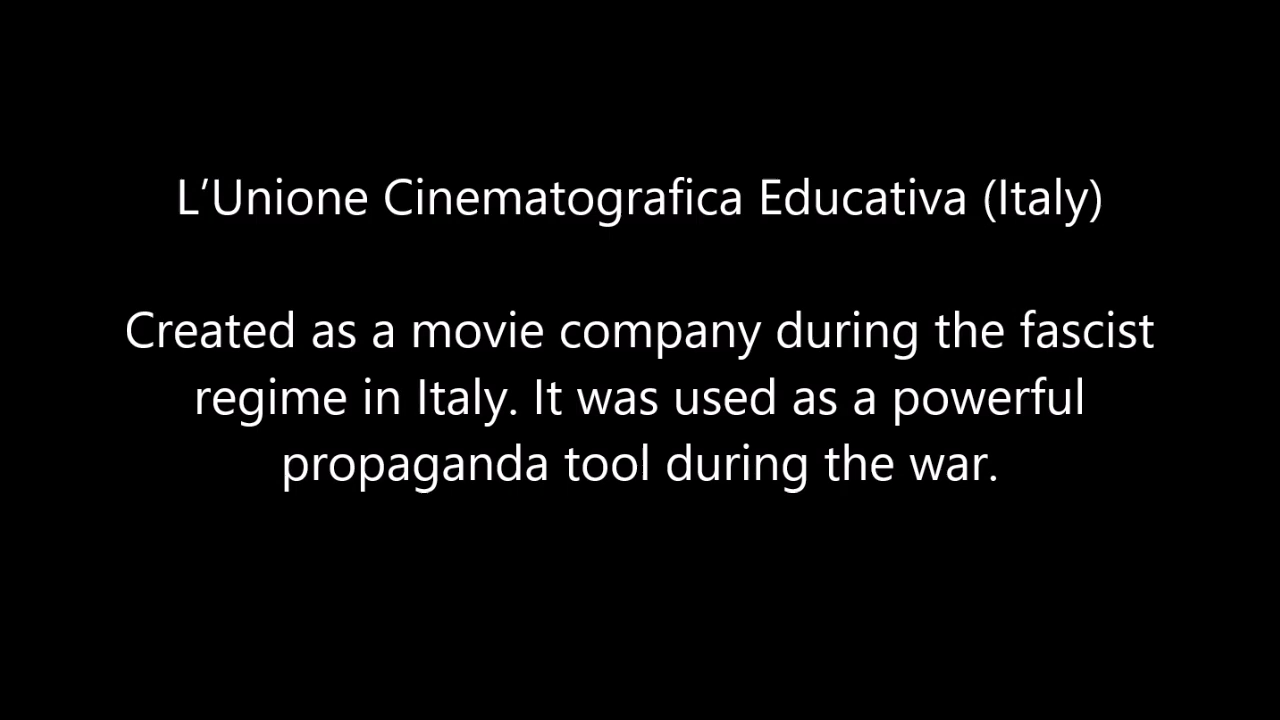 L’Unione Cinematografica Educativa (Italy)
Created as a movie company during the fascist
regime in Italy. It was used as a powerful
propaganda tool during the war.